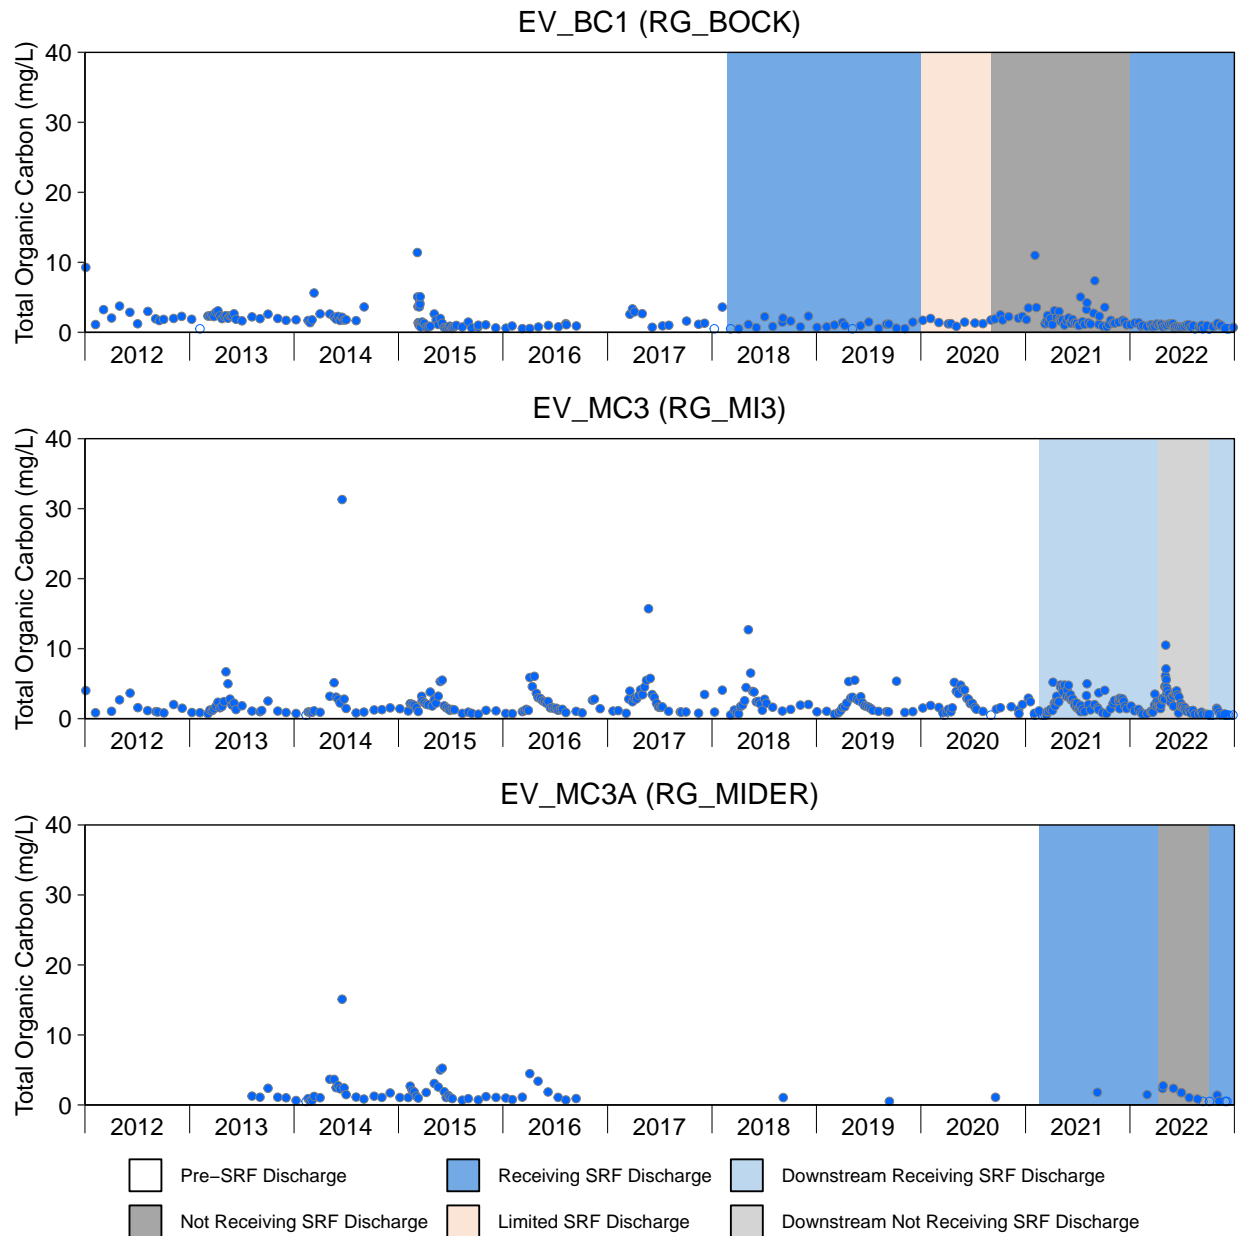 EV_BC1 (RG_BOCK)
Total Organic Carbon (mg/L)
40
30
20
10
0
2012 2013 2014 2015 2016 2017 2018 2019 2020 2021 2022
EV_MC3 (RG_MI3)
Total Organic Carbon (mg/L)
40
30
20
10
0
2012 2013 2014 2015 2016 2017 2018 2019 2020 2021 2022
EV_MC3A (RG_MIDER)
Total Organic Carbon (mg/L)
40
30
20
10
0
2012 2013 2014 2015 2016 2017 2018 2019 2020 2021 2022
Pre−SRF Discharge Receiving SRF Discharge Downstream Receiving SRF Discharge
Not Receiving SRF Discharge Limited SRF Discharge Downstream Not Receiving SRF Discharge